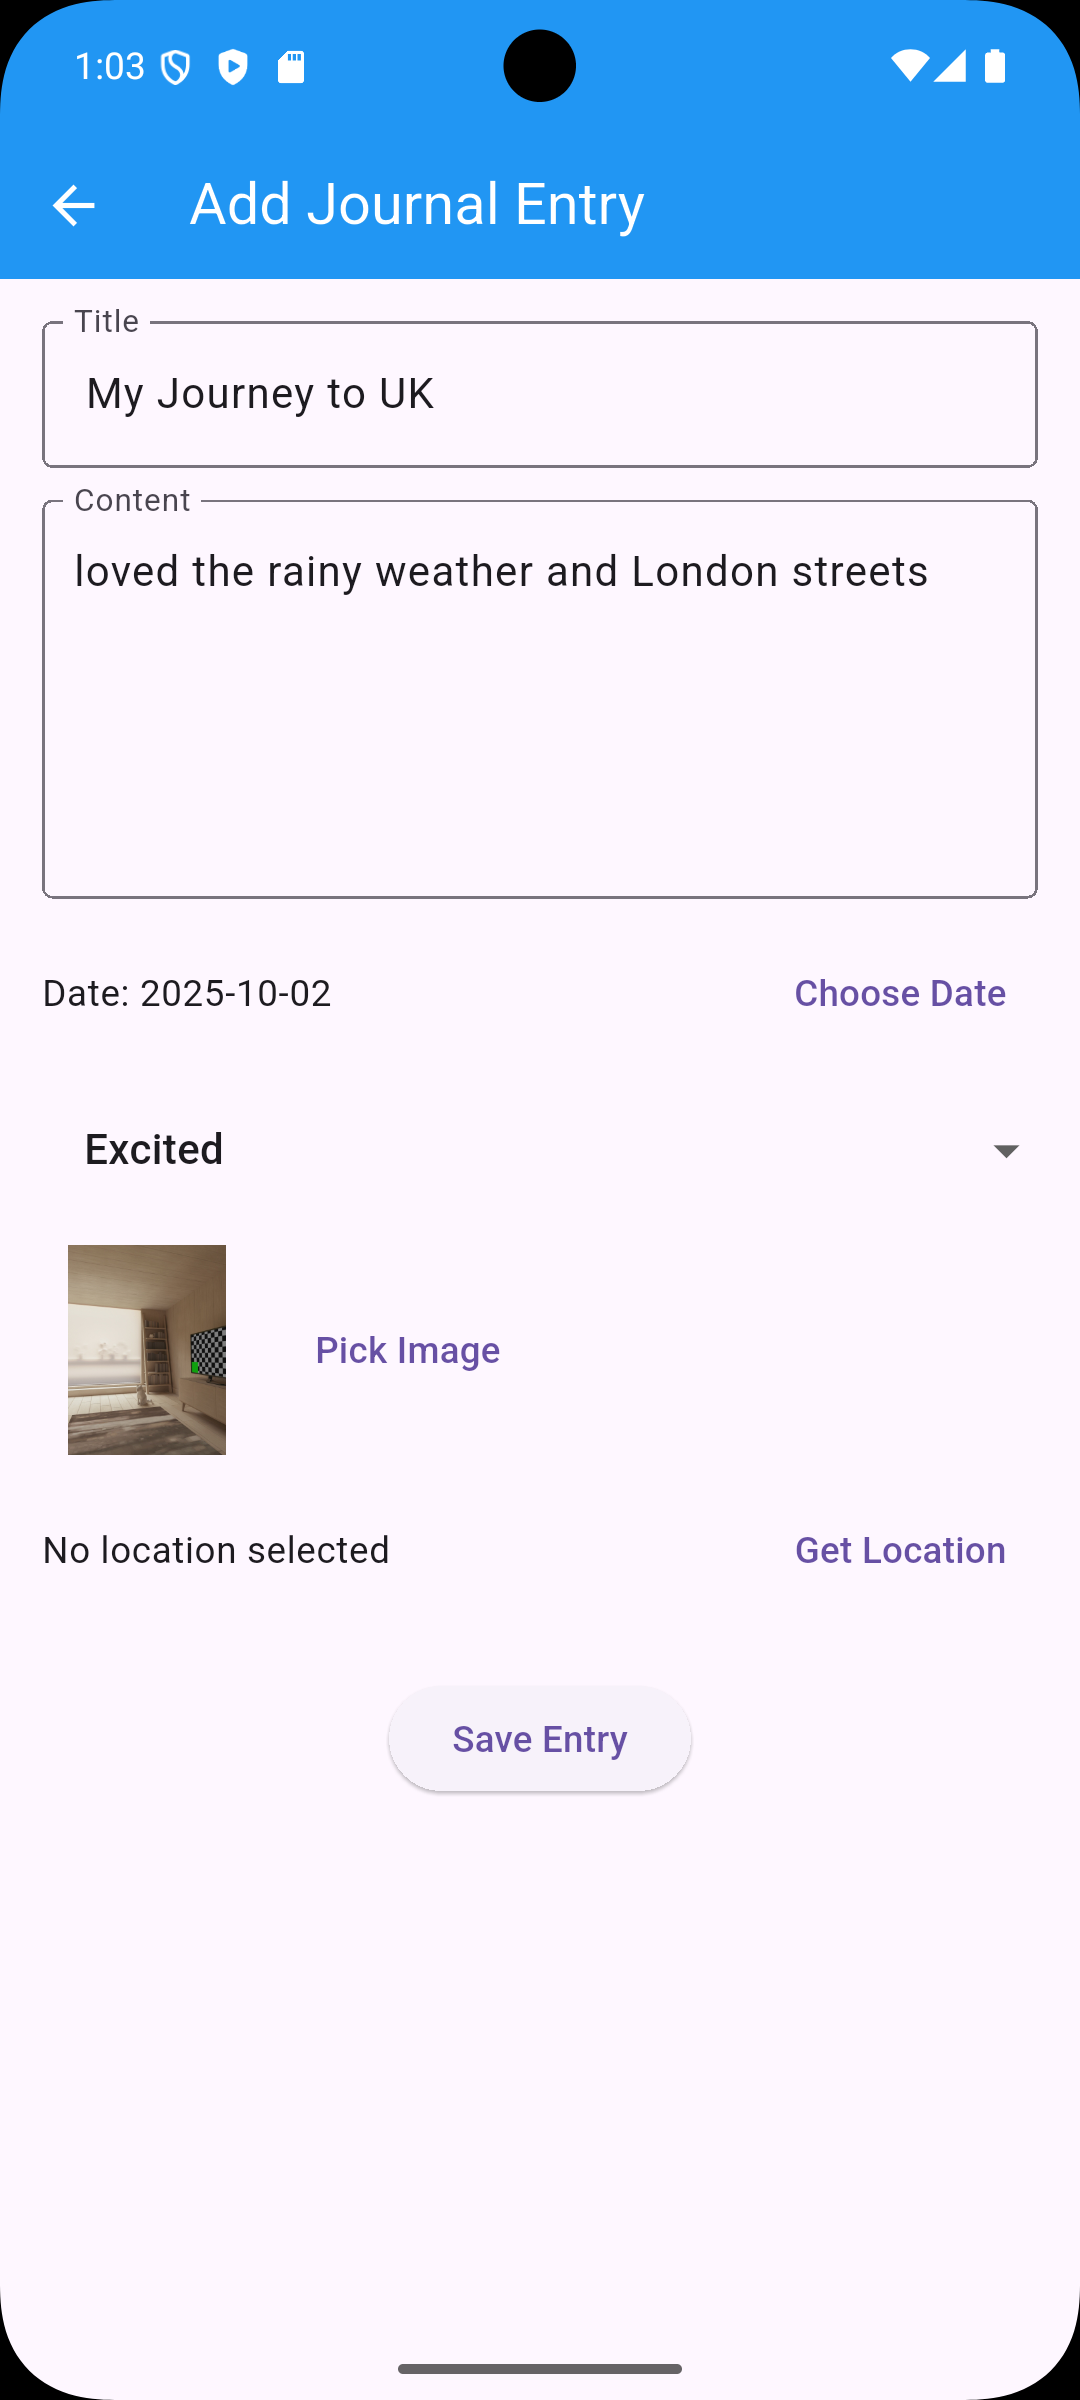 1:03
Add Journal Entry
Title
My Journey to UK
Content
loved the rainy weather and London streets
Date: 2025-10-02
Choose Date
Excited
Pick Image
No location selected
Get Location
Save Entry